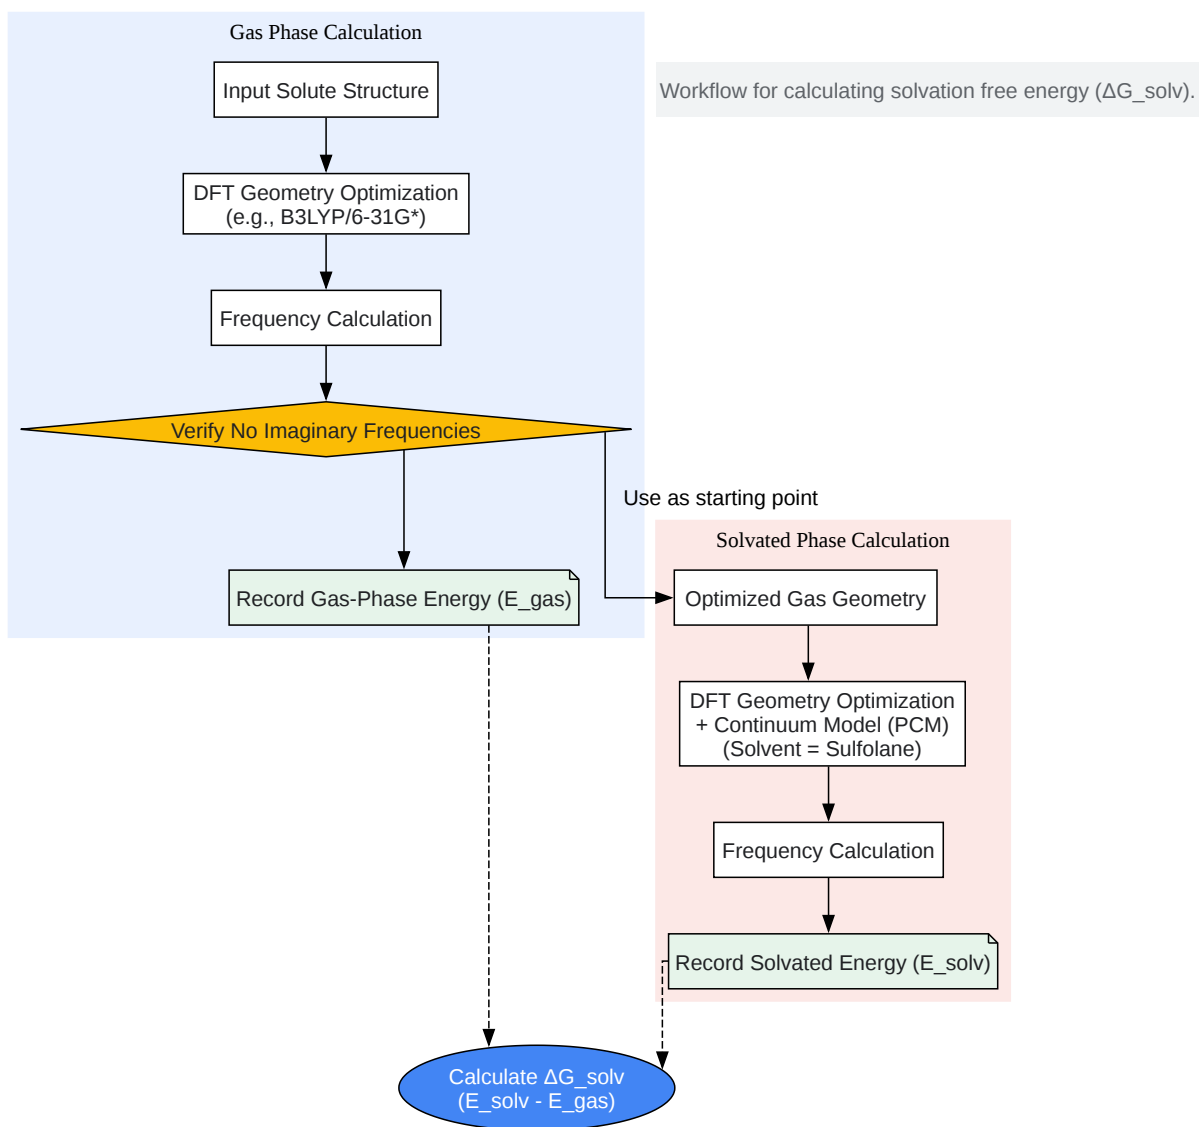 Gas Phase Calculation
Input Solute Structure
Workflow for calculating solvation free energy (ΔG_solv).
DFT Geometry Optimization
(e.g., B3LYP/6-31G*)
Frequency Calculation
Verify No Imaginary Frequencies
Use as starting point
Solvated Phase Calculation
Record Gas-Phase Energy (E_gas)
Optimized Gas Geometry
DFT Geometry Optimization
+ Continuum Model (PCM)
(Solvent = Sulfolane)
Frequency Calculation
Record Solvated Energy (E_solv)
Calculate ΔG_solv
(E_solv - E_gas)